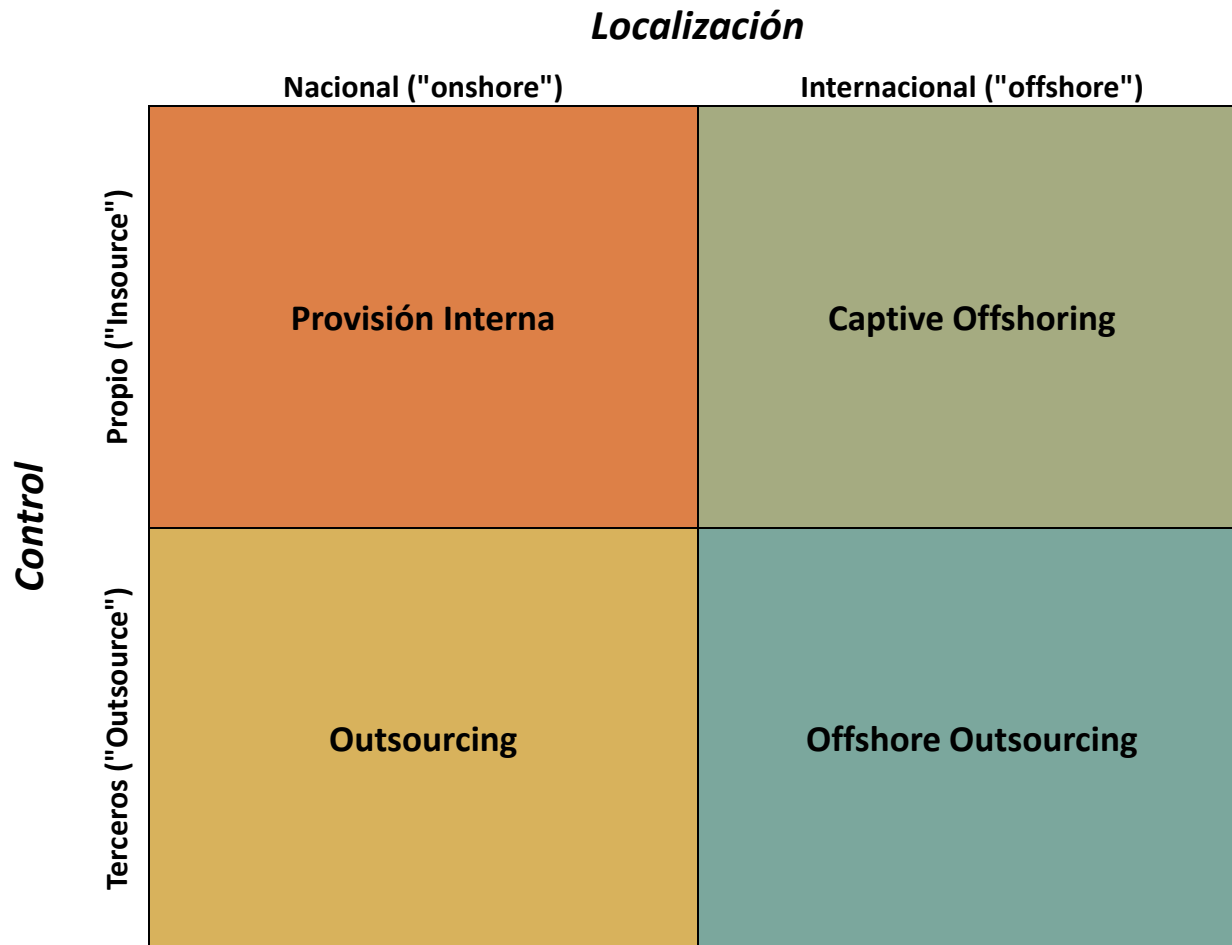 Localización
Nacional ("onshore")
Internacional ("offshore")
Control
Propio ("Insource")
Provisión Interna
Captive Offshoring
Terceros ("Outsource")
Outsourcing
Offshore Outsourcing